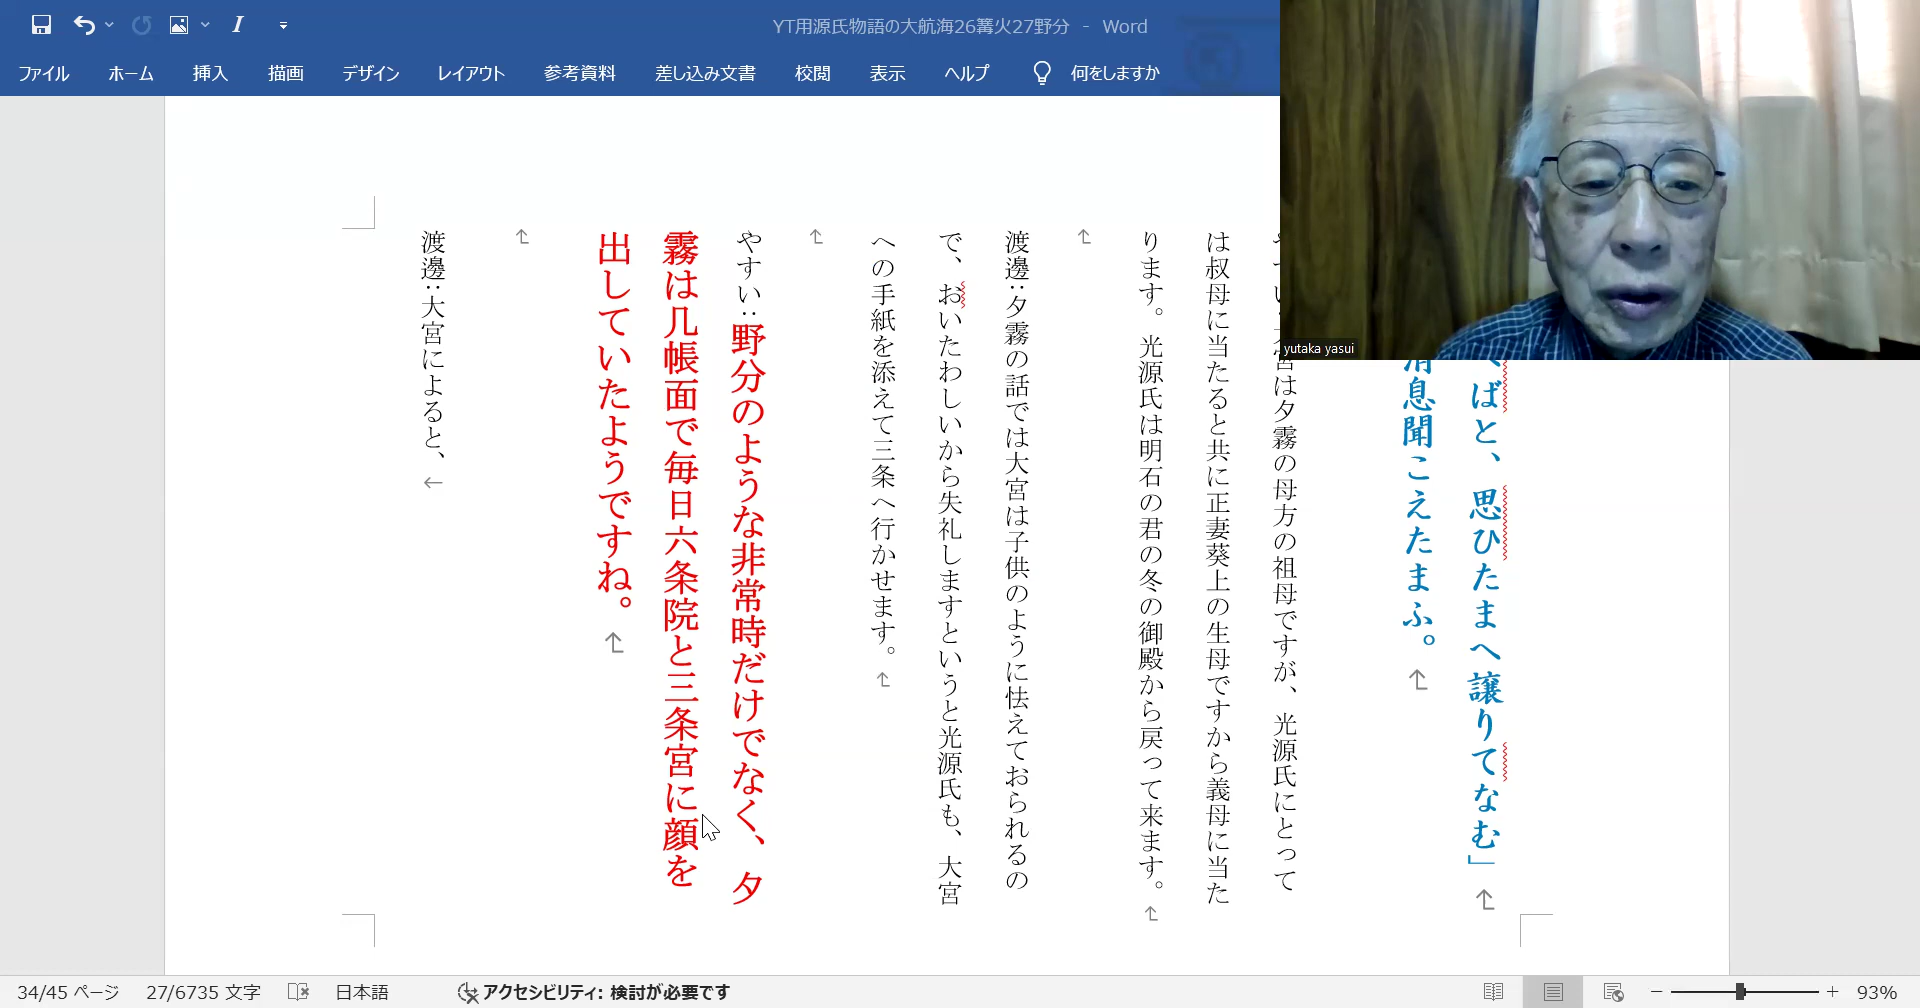 YT用源氏物語の大航海26篝火27野分 - Word
ファイル ホーム 挿入 描画 デザイン レイアウト 参考資料 差し込み文書 校閲 表示 ヘルプ 何をしますか
yutaka yasui
ばと、思ひたまへ譲りてなむ」
消息聞こえたまふ。
宮は夕霧の母方の祖母ですが、光源氏にとって
は叔母に当たると共に正妻葵上の生母ですから義母に当た
ります。光源氏は明石の君の冬の御殿から戻って来ます。
渡邊：夕霧の話では大宮は子供のように怯えておられるの
で、おいたわしいから失礼しますというと光源氏も、大宮
への手紙を添えて三条へ行かせます。
やすい：野分のような非常時だけでなく、夕
霧は几帳面で毎日六条院と三条宮に顔を
出していたようですね。
渡邊：大宮によると、
34/45 ページ 27/6735 文字 日本語 アクセシビリティ: 検討が必要です 93%